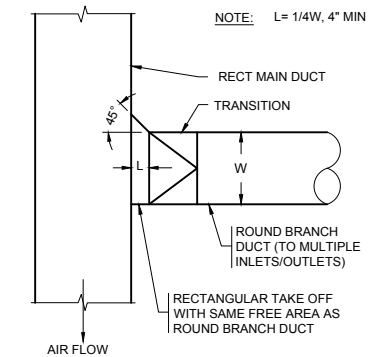 NOTE: L= 1/4W, 4" MIN
RECT MAIN DUCT
TRANSITION
45°
L
W
ROUND BRANCH
DUCT (TO MULTIPLE
INLETS/OUTLETS)
RECTANGULAR TAKE OFF
WITH SAME FREE AREA AS
ROUND BRANCH DUCT
AIR FLOW